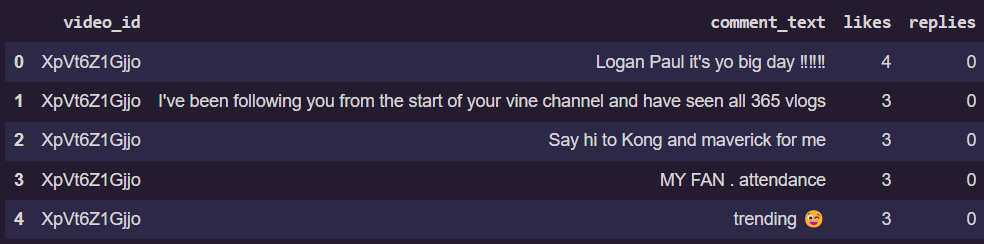 video_id comment_text likes replies
0 XpVt6Z1Gjjo Logan Paul it's yo big day ‼️‼️‼️ 4 0
1 XpVt6Z1Gjjo I've been following you from the start of your vine channel and have seen all 365 vlogs 3 0
2 XpVt6Z1Gjjo Say hi to Kong and maverick for me 3 0
3 XpVt6Z1Gjjo MY FAN . attendance 3 0
4 XpVt6Z1Gjjo trending 😉 3 0